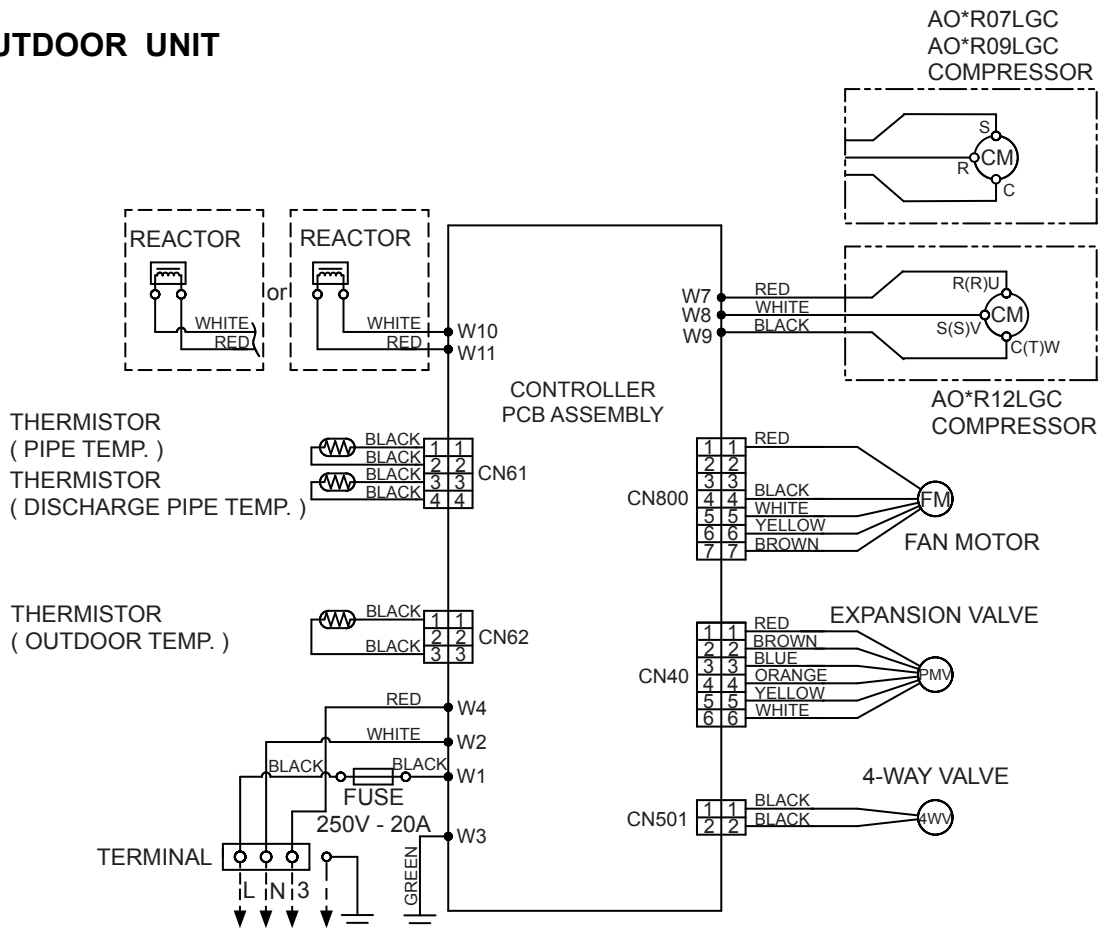 UTDOOR UNIT
AO*R07LGC
AO*R09LGC
COMPRESSOR
S
CM
R
C
REACTOR
WHITE
RED
or
REACTOR
WHITE
RED
W10
W11
W7
W8
W9
RED
WHITE
BLACK
R(R)U
CM
S(S)V
C(T)W
AO*R12LGC
COMPRESSOR
CONTROLLER
PCB ASSEMBLY
THERMISTOR
( PIPE TEMP. )
THERMISTOR
( DISCHARGE PIPE TEMP. )
BLACK
BLACK
BLACK
BLACK
1 1
2 2
3 3
4 4
CN61
CN800
1 1
2 2
3 3
4 4
5 5
6 6
7 7
RED
BLACK
WHITE
YELLOW
BROWN
FM
FAN MOTOR
THERMISTOR
( OUTDOOR TEMP. )
BLACK
BLACK
1 1
2 2
3 3
CN62
EXPANSION VALVE
CN40
1 1
2 2
3 3
4 4
5 5
6 6
RED
BROWN
BLUE
ORANGE
YELLOW
WHITE
PMV
RED
W4
WHITE
W2
BLACK
BLACK
W1
FUSE
250V - 20A
W3
GREEN
TERMINAL
L N 3
4-WAY VALVE
CN501
1 1
2 2
BLACK
BLACK
4WV